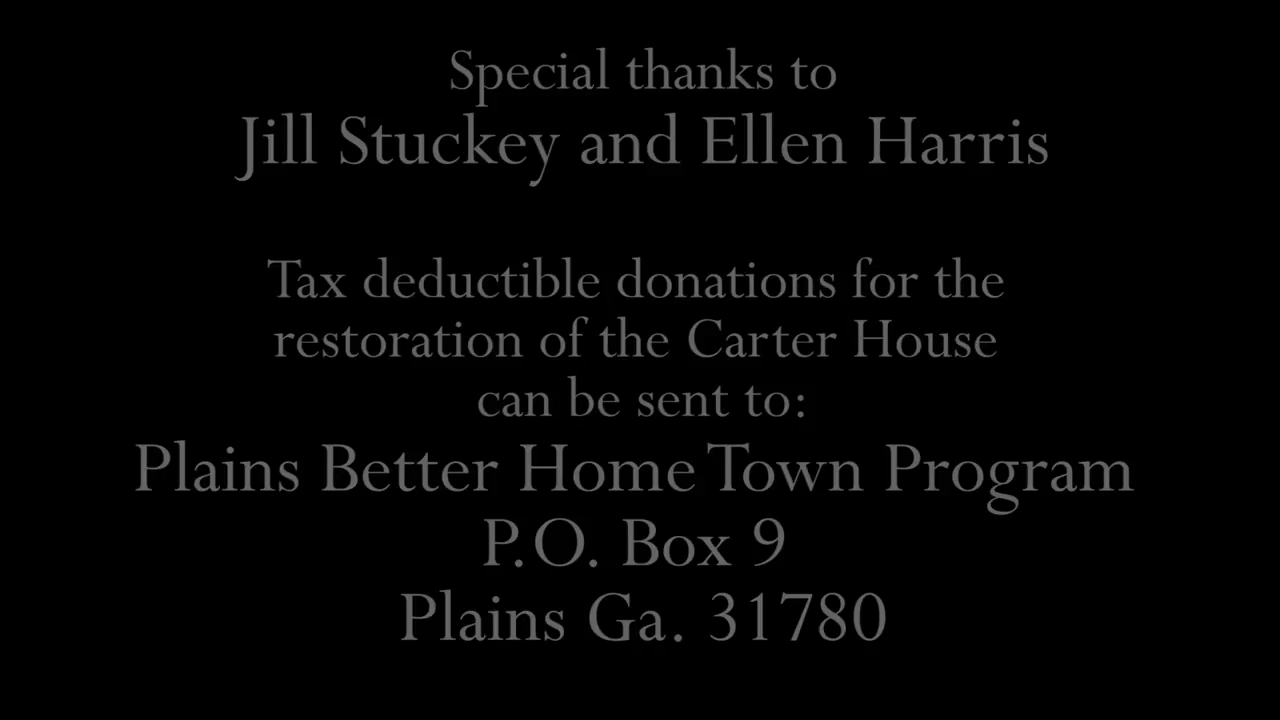 Special thanks to
Jill Stuckey and Ellen Harris
Tax deductible donations for the
restoration of the Carter House
can be sent to:
Plains Better Home Town Program
P.O. Box 9
Plains Ga. 31780